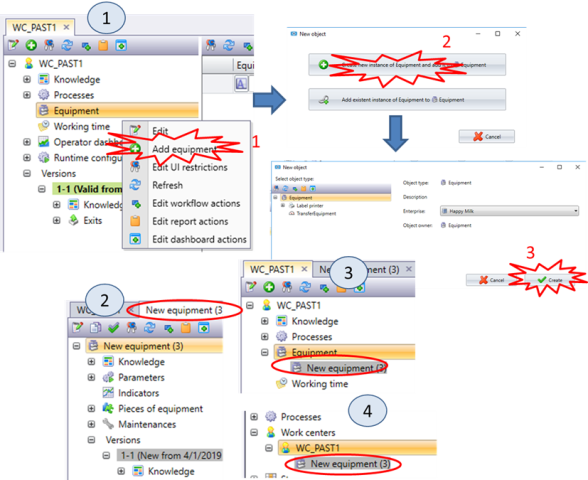 1
WC_PAST1 ×
Equi
WC_PAST1
Knowledge
Processes
Equipment
Working time
Operator dashbo
Runtime configu
Versions
1-1 (Valid from
Knowledg
Exits
Edit
Add equipment
Edit UI restrictions
Refresh
Edit workflow actions
Edit report actions
Edit dashboard actions
1
New object
2
new instance of Equipment and Equipment
Add existent instance of Equipment to Equipment
Cancel
New object
Select object type:
Equipment
Label printer
TransferEquipment
Object type: Equipment
Description
Enterprise: Happy Milk
Object owner: Equipment
3
Cancel
Create
2
WC_ New equipment (3
New equipment (3)
Knowledge
Parameters
Indicators
Pieces of equipment
Maintenances
Versions
1-1 (New from 4/1/2019
Knowledge
3
WC_PAST1 × N ment (3) ×
WC_PAST1
Knowledge
Processes
Equipment
New equipment (3)
Working time
4
Processes
Work centers
WC_PAST1
New equipment (3)